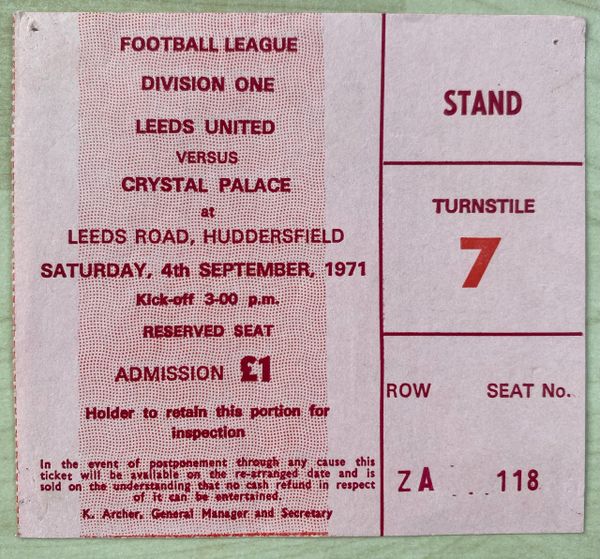 FOOTBALL LEAGUE
DIVISION ONE
LEEDS UNITED
VERSUS
CRYSTAL PALACE
at
LEEDS ROAD, HUDDERSFIELD
SATURDAY, 4th SEPTEMBER, 1971
Kick-off 3-00 p.m.
RESERVED SEAT
ADMISSION £1
Holder to retain this portion for
inspection
In the event of postponement through any cause this
ticket will be available on the re-arranged date and is
sold on the understanding that no cash refund in respect
of it can be entertained.
K. Archer, General Manager and Secretary
STAND
TURNSTILE
7
ROW SEAT No.
ZA ... 118